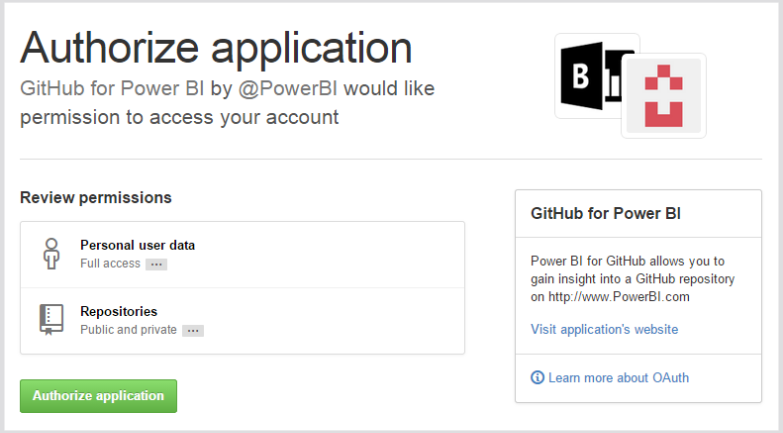 Authorize application
GitHub for Power BI by @PowerBI would like
permission to access your account
B
Review permissions
Personal user data
Full access ...
Repositories
Public and private ...
Authorize application
GitHub for Power BI
Power BI for GitHub allows you to
gain insight into a GitHub repository
on http://www.PowerBI.com
Visit application's website
Learn more about OAuth